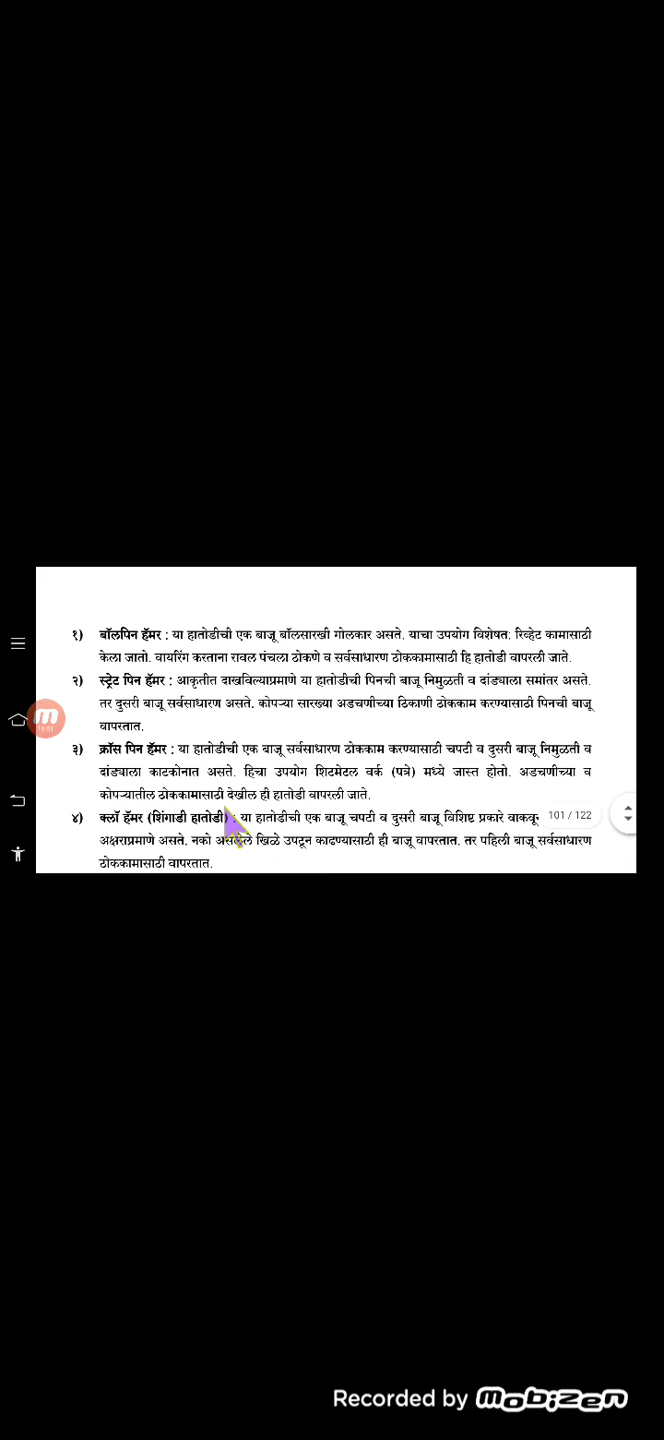 १) बॉलपिन हॅमर : या हातोडीची एक बाजू बॉलसारखी गोलकार असते. याचा उपयोग विशेषत: रिव्हेट कामासाठी
केला जातो. वायरिंग करताना रावल पंचला ठोकणे व सर्वसाधारण ठोककामासाठी हि हातोडी वापरली जाते.
२) स्ट्रेट पिन हॅमर : आकृतीत दाखविल्याप्रमाणे या हातोडीची पिनची बाजू निमुळती व दांड्याला समांतर असते.
तर दुसरी बाजू सर्वसाधारण असते. कोपऱ्या सारख्या अडचणीच्या ठिकाणी ठोककाम करण्यासाठी पिनची बाजू
वापरतात.
३) क्रॉस पिन हॅमर : या हातोडीची एक बाजू सर्वसाधारण ठोककाम करण्यासाठी चपटी व दुसरी बाजू निमुळती व
दांड्याला काटकोनात असते. हिचा उपयोग शिटमेटल वर्क (पत्रे) मध्ये जास्त होतो. अडचणीच्या व
कोपऱ्यातील ठोककामासाठी देखील ही हातोडी वापरली जाते.
४) क्लॉ हॅमर (शिंगाडी हातोडी) : या हातोडीची एक बाजू चपटी व दुसरी बाजू विशिष्ट प्रकारे वाकवून 101 / 122
अक्षराप्रमाणे असते. नको असलेले खिळे उपटून काढण्यासाठी ही बाजू वापरतात. तर पहिली बाजू सर्वसाधारण
ठोककामासाठी वापरतात.
Recorded by mobizen